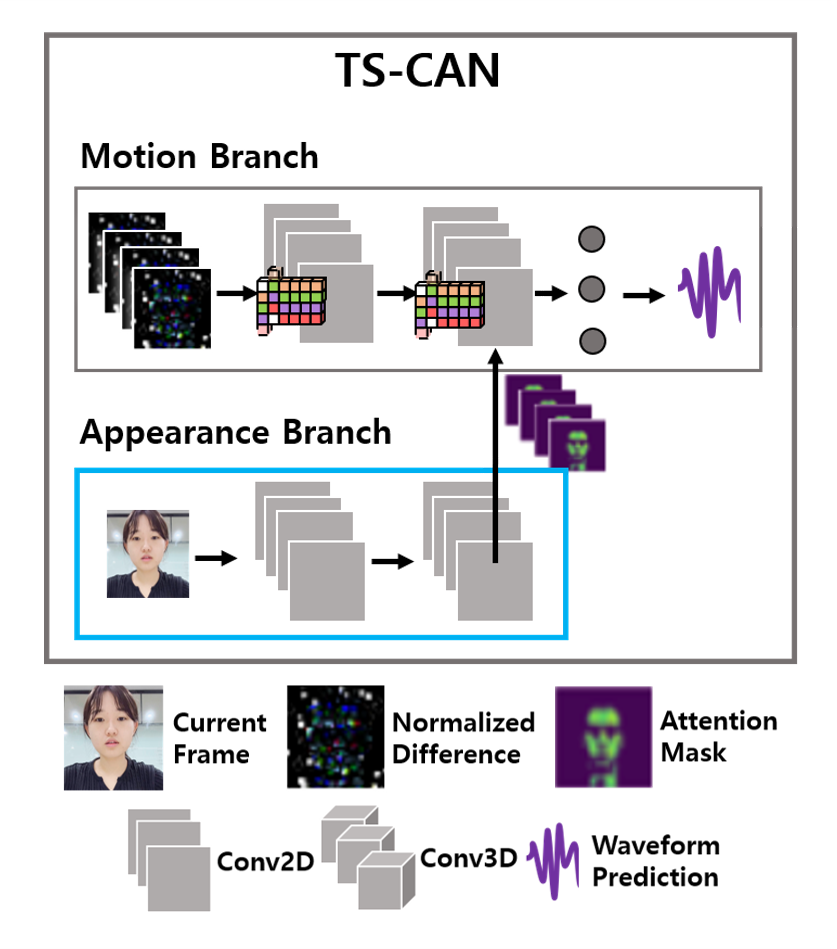 TS-CAN
Motion Branch
Appearance Branch
Current
Frame
Normalized
Difference
Attention
Mask
Conv2D
Conv3D
Waveform
Prediction